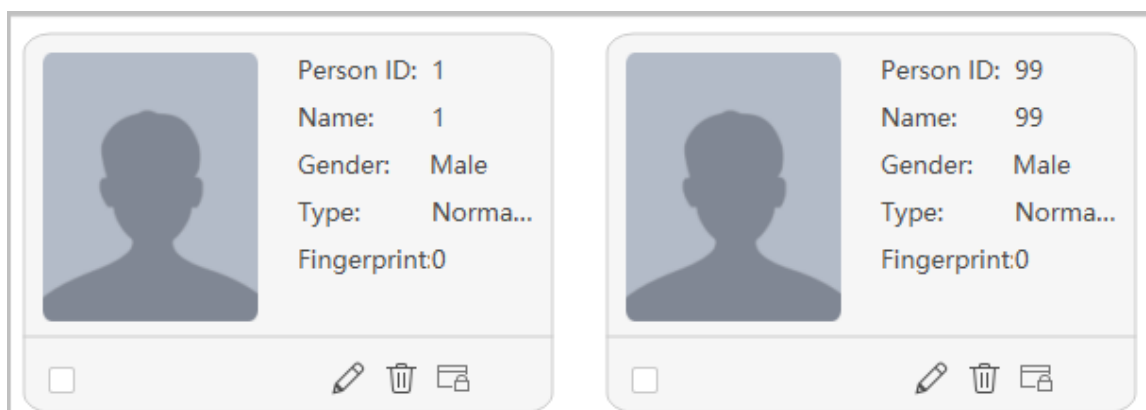 Person ID: 1
Name: 1
Gender: Male
Type: Norma...
Fingerprint:0
Person ID: 99
Name: 99
Gender: Male
Type: Norma...
Fingerprint:0